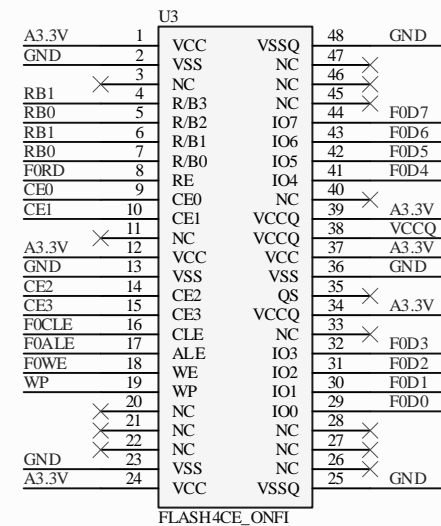 U3
A3.3V 1 VCC VSSQ 48 GND
GND 2 VSS NC 47
3 NC NC 46
RB1 4 R/B3 NC 45
RB0 5 R/B2 IO7 44 F0D7
RB1 6 R/B1 IO6 43 F0D6
RB0 7 R/B0 IO5 42 F0D5
F0RD 8 RE IO4 41 F0D4
CE0 9 CE0 NC 40
CE1 10 CE1 VCCQ 39 A3.3V
11 NC VCCQ 38 VCCQ
A3.3V 12 VCC VCC 37 A3.3V
GND 13 VSS VSS 36 GND
CE2 14 CE2 QS 35
CE3 15 CE3 VCCQ 34 A3.3V
F0CLE 16 CLE NC 33
F0ALE 17 ALE IO3 32 F0D3
F0WE 18 WE IO2 31 F0D2
WP 19 WP IO1 30 F0D1
20 NC IO0 29 F0D0
21 NC NC 28
22 NC NC 27
GND 23 VSS NC 26
A3.3V 24 VCC VSSQ 25 GND
FLASH4CE_ONFI